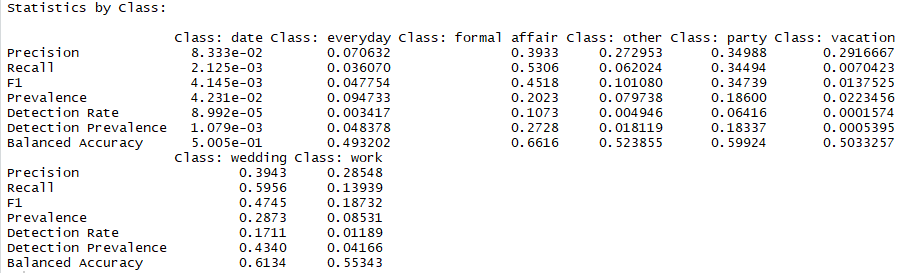 Statistics by Class:
Class: date Class: everyday Class: formal affair Class: other Class: party Class: vacation
Precision 8.333e-02 0.070632 0.3933 0.272953 0.34988 0.2916667
Recall 2.125e-03 0.036070 0.5306 0.062024 0.34494 0.0070423
F1 4.145e-03 0.047754 0.4518 0.101080 0.34739 0.0137525
Prevalence 4.231e-02 0.094733 0.2023 0.079738 0.18600 0.0223456
Detection Rate 8.992e-05 0.003417 0.1073 0.004946 0.06416 0.0001574
Detection Prevalence 1.079e-03 0.048378 0.2728 0.018119 0.18337 0.0005395
Balanced Accuracy 5.005e-01 0.493202 0.6616 0.523855 0.59924 0.5033257
Class: wedding Class: work
Precision 0.3943 0.28548
Recall 0.5956 0.13939
F1 0.4745 0.18732
Prevalence 0.2873 0.08531
Detection Rate 0.1711 0.01189
Detection Prevalence 0.4340 0.04166
Balanced Accuracy 0.6134 0.55343